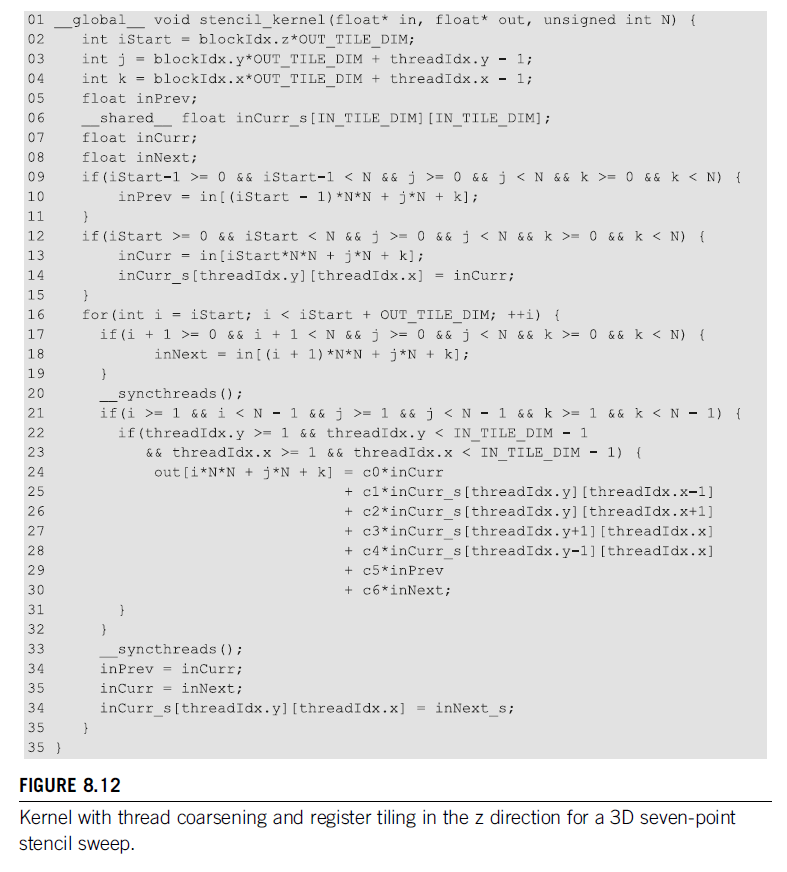 01 __global__ void stencil_kernel(float* in, float* out, unsigned int N) {
02     int iStart = blockIdx.z*OUT_TILE_DIM;
03     int j = blockIdx.y*OUT_TILE_DIM + threadIdx.y - 1;
04     int k = blockIdx.x*OUT_TILE_DIM + threadIdx.x - 1;
05     float inPrev;
06     __shared__ float inCurr_s[IN_TILE_DIM][IN_TILE_DIM];
07     float inCurr;
08     float inNext;
09     if(iStart-1 >= 0 && iStart-1 < N && j >= 0 && j < N && k >= 0 && k < N) {
10         inPrev = in[(iStart - 1)*N*N + j*N + k];
11     }
12     if(iStart >= 0 && iStart < N && j >= 0 && j < N && k >= 0 && k < N) {
13         inCurr = in[iStart*N*N + j*N + k];
14         inCurr_s[threadIdx.y][threadIdx.x] = inCurr;
15     }
16     for(int i = iStart; i < iStart + OUT_TILE_DIM; ++i) {
17       if(i + 1 >= 0 && i + 1 < N && j >= 0 && j < N && k >= 0 && k < N) {
18            inNext = in[(i + 1)*N*N + j*N + k];
19       }
20       __syncthreads();
21       if(i >= 1 && i < N - 1 && j >= 1 && j < N - 1 && k >= 1 && k < N - 1) {
22         if(threadIdx.y >= 1 && threadIdx.y < IN_TILE_DIM - 1
23            && threadIdx.x >= 1 && threadIdx.x < IN_TILE_DIM - 1) {
24            out[i*N*N + j*N + k] = c0*inCurr
25                                 + c1*inCurr_s[threadIdx.y][threadIdx.x-1]
26                                 + c2*inCurr_s[threadIdx.y][threadIdx.x+1]
27                                 + c3*inCurr_s[threadIdx.y+1][threadIdx.x]
28                                 + c4*inCurr_s[threadIdx.y-1][threadIdx.x]
29                                 + c5*inPrev
30                                 + c6*inNext;
31         }
32       }
33       __syncthreads();
34       inPrev = inCurr;
35       inCurr = inNext;
34       inCurr_s[threadIdx.y][threadIdx.x] = inNext_s;
35     }
35 }
FIGURE 8.12
Kernel with thread coarsening and register tiling in the z direction for a 3D seven-point
stencil sweep.